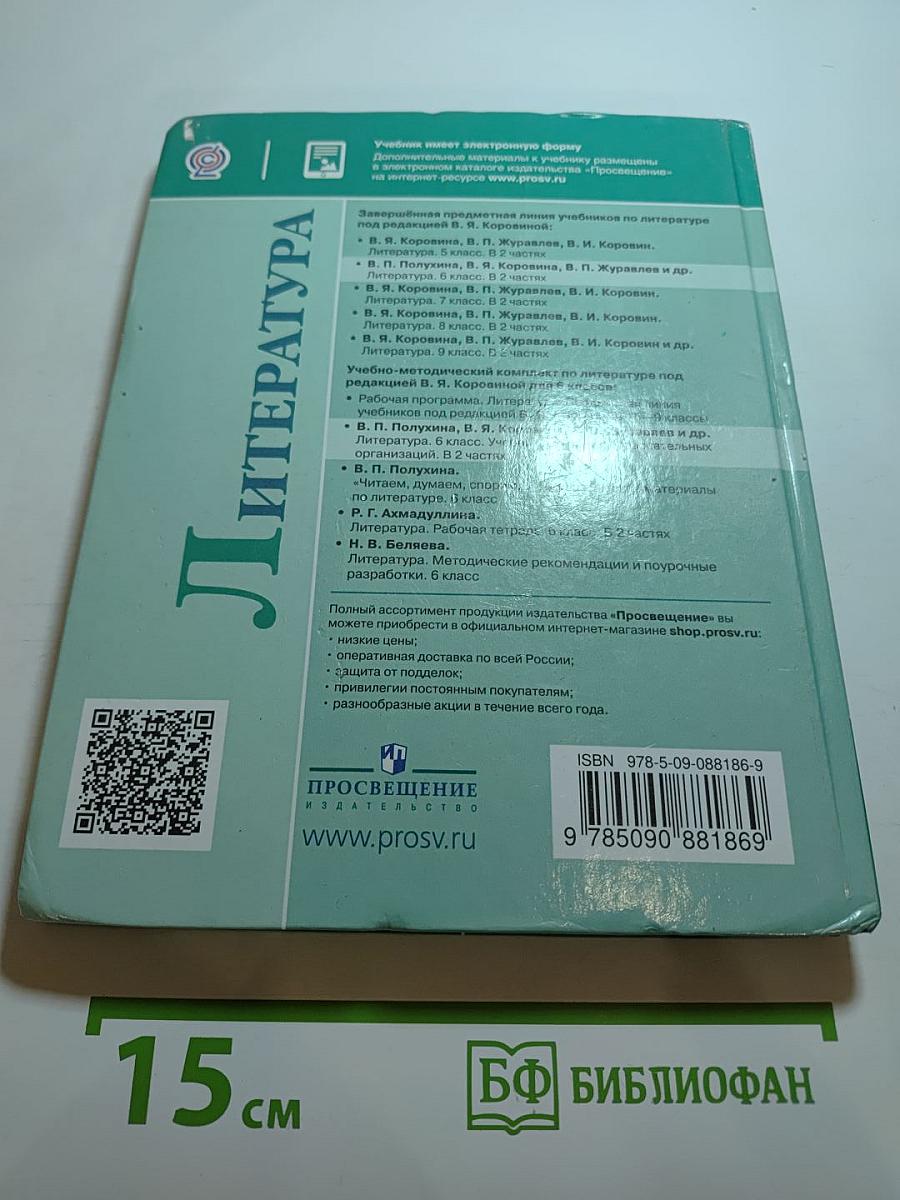 Учебник имеет электронную форму
Дополнительные материалы к учебнику размещены
в электронном каталоге издательства «Просвещение»
на интернет-ресурсе www.prosv.ru
ЛИТЕРАТУРА
Завершённая предметная линия учебников по литературе
под редакцией В. Я. Коровиной:
• В. Я. Коровина, В. П. Журавлев, В. И. Коровин.
Литература. 5 класс. В 2 частях
• В. П. Полухина, В. Я. Коровина, В. П. Журавлев и др.
Литература. 6 класс. В 2 частях
• В. Я. Коровина, В. П. Журавлев, В. И. Коровин.
Литература. 7 класс. В 2 частях
• В. Я. Коровина, В. П. Журавлев, В. И. Коровин.
Литература. 8 класс. В 2 частях
• В. Я. Коровина, В. П. Журавлев, В. И. Коровин и др.
Литература. 9 класс. В 2 частях
Учебно-методический комплект по литературе под
редакцией В. Я. Коровиной для 6 класса:
• Рабочая программа. линия
учебников под редакцией классы
• В. П. Полухина, В. Я. и др.
Литература. 6 класс.
организаций. В 2 частях
• В. П. Полухина.
«Читаем, думаем, материалы
по литературе. 6 класс
• Р. Г. Ахмадуллина.
Литература. Рабочая тетрадь. 6 класс. В 2 частях
• Н. В. Беляева.
Литература. Методические рекомендации и поурочные
разработки. 6 класс
Полный ассортимент продукции издательства «Просвещение» вы
можете приобрести в официальном интернет-магазине shop.prosv.ru:
• низкие цены;
• оперативная доставка по всей России;
• защита от подделок;
• привилегии постоянным покупателям;
• разнообразные акции в течение всего года.
ИП
ПРОСВЕЩЕНИЕ
ИЗДАТЕЛЬСТВО
www.prosv.ru
ISBN 978-5-09-088186-9
9 785090 881869
15 см
БФ БИБЛИОФАН